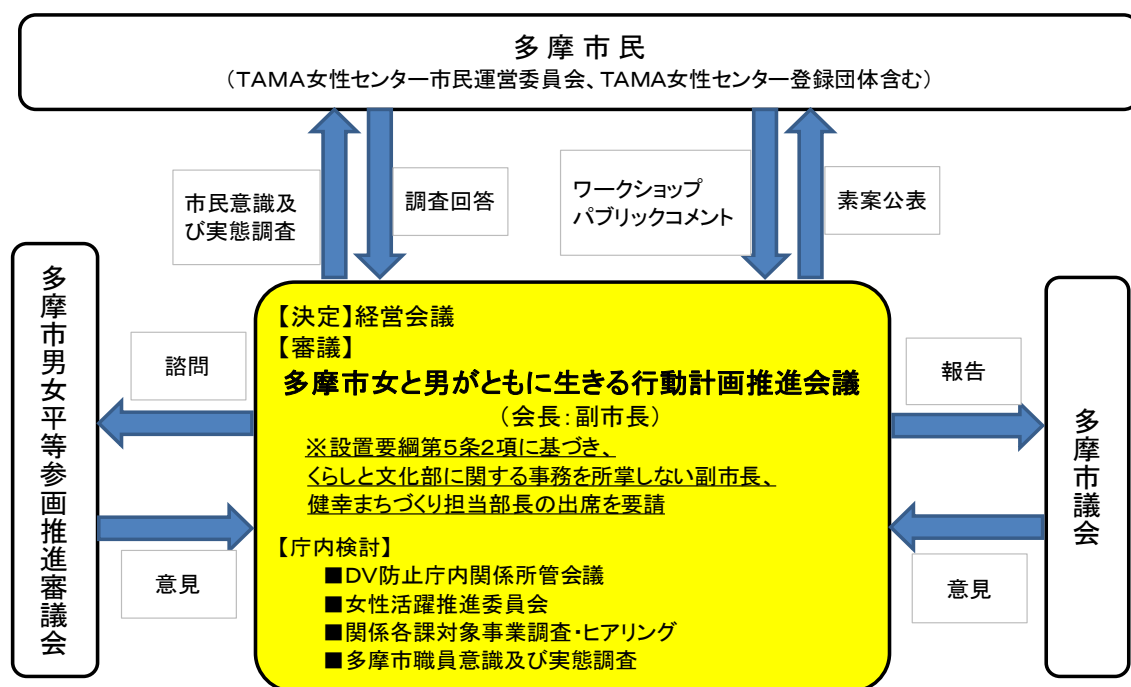 多摩市民
（TAMA女性センター市民運営委員会、TAMA女性センター登録団体含む）
市民意識及
び実態調査
調査回答
ワークショップ
パブリックコメント
素案公表
多摩市男女平等参画推進審議会
諮問
意見
【決定】経営会議
【審議】
多摩市女と男がともに生きる行動計画推進会議
（会長：副市長）
※設置要綱第5条2項に基づき、
くらしと文化部に関する事務を所掌しない副市長、
健幸まちづくり担当部長の出席を要請
【庁内検討】
■DV防止庁内関係所管会議
■女性活躍推進委員会
■関係各課対象事業調査・ヒアリング
■多摩市職員意識及び実態調査
報告
意見
多摩市議会